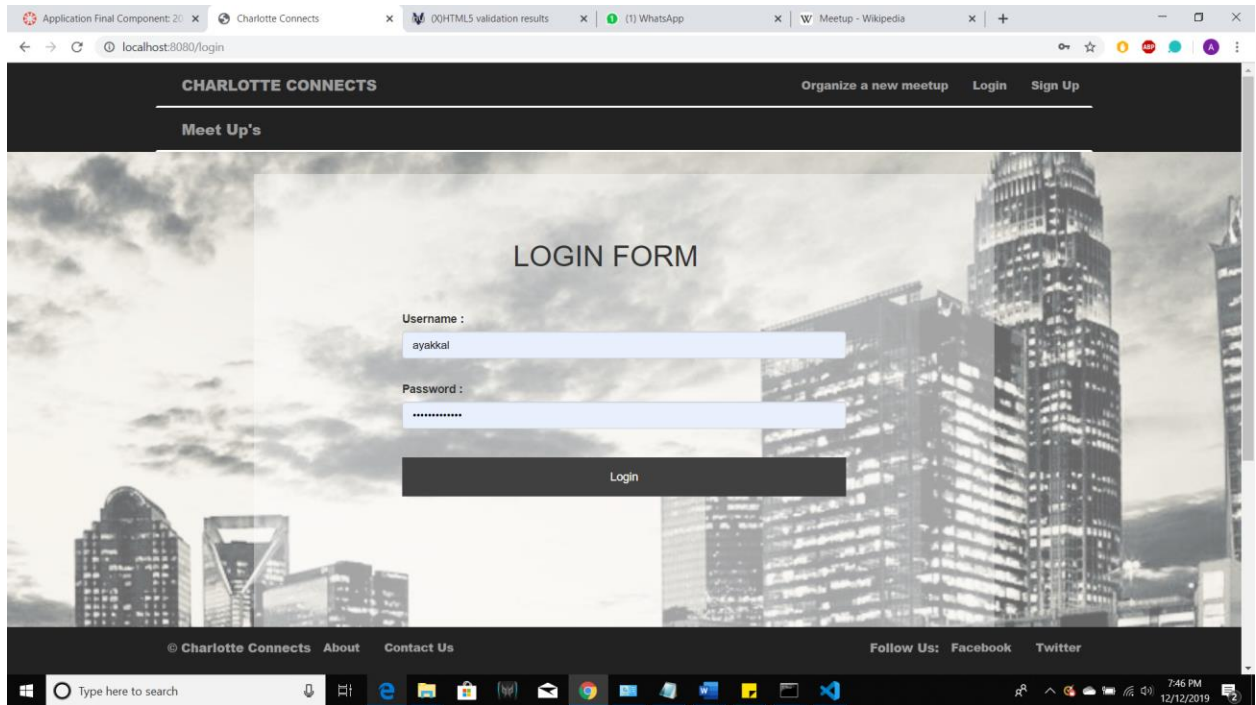 Application Final Component: 20
Charlotte Connects
(X)HTML5 validation results
(1) WhatsApp
Meetup - Wikipedia
localhost:8080/login
ABP
A
CHARLOTTE CONNECTS
Organize a new meetup Login Sign Up
Meet Up's
LOGIN FORM
Username :
ayakkal
Password :
•••••••••••••
Login
© Charlotte Connects About Contact Us
Follow Us: Facebook Twitter
Type here to search
7:46 PM
12/12/2019
2